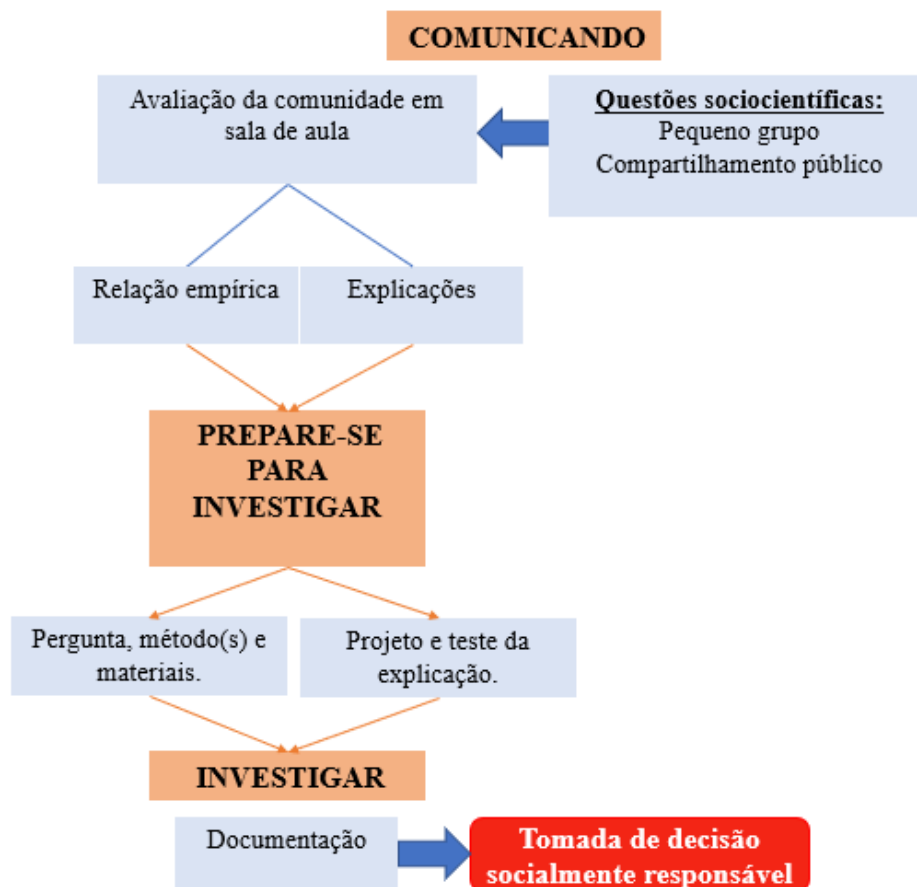 COMUNICANDO
Avaliação da comunidade em
sala de aula
Questões sociocientíficas:
Pequeno grupo
Compartilhamento público
Relação empírica
Explicações
PREPARE-SE
PARA
INVESTIGAR
Pergunta, método(s) e
materiais.
Projeto e teste da
explicação.
INVESTIGAR
Documentação
Tomada de decisão
socialmente responsável